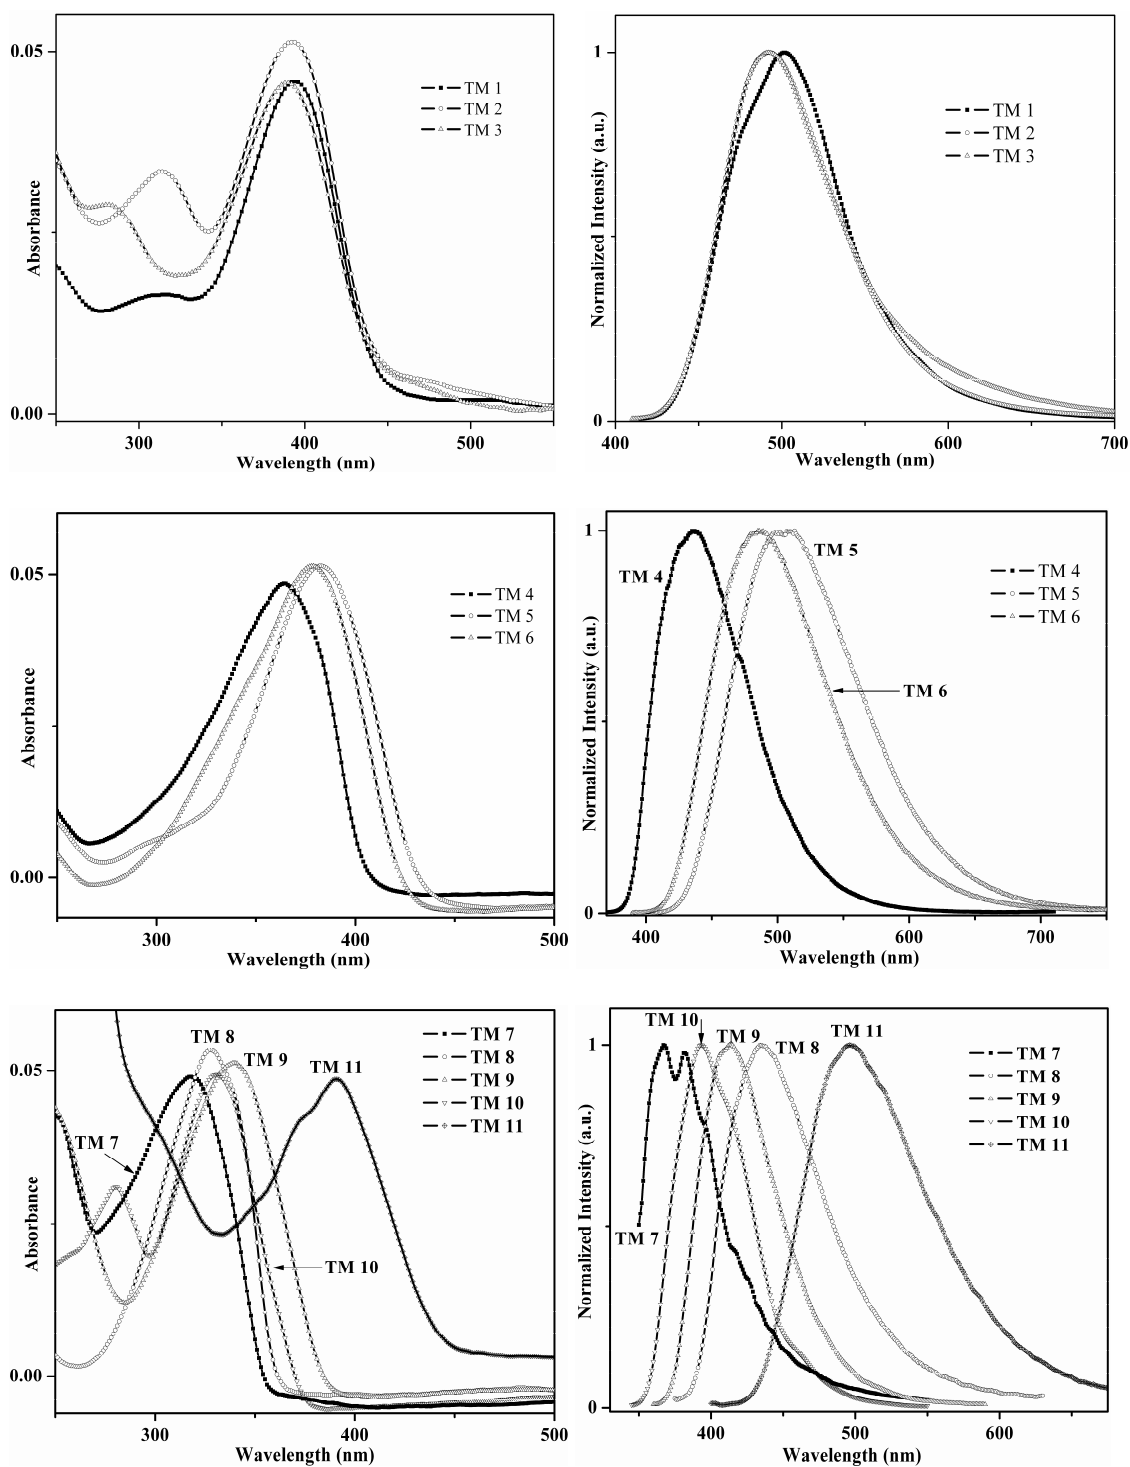 0.05
TM 1
TM 2
TM 3
Absorbance
0.00
300
400
500
Wavelength (nm)
1
TM 1
TM 2
TM 3
Normalized Intensity (a.u.)
0
400
500
600
700
Wavelength (nm)
0.05
TM 4
TM 5
TM 6
Absorbance
0.00
300
400
500
Wavelength (nm)
1
TM 5
TM 4
TM 4
TM 5
TM 6
TM 6
Normalized Intensity (a.u.)
0
400
500
600
700
Wavelength (nm)
TM 8
TM 9
TM 11
TM 7
TM 8
TM 9
TM 10
TM 11
0.05
TM 7
TM 10
Absorbance
0.00
300
400
500
Wavelength (nm)
TM 10
TM 9
TM 8
TM 11
1
TM 7
TM 8
TM 9
TM 10
TM 11
TM 7
Normalized Intensity (a.u.)
0
400
500
600
Wavelength (nm)